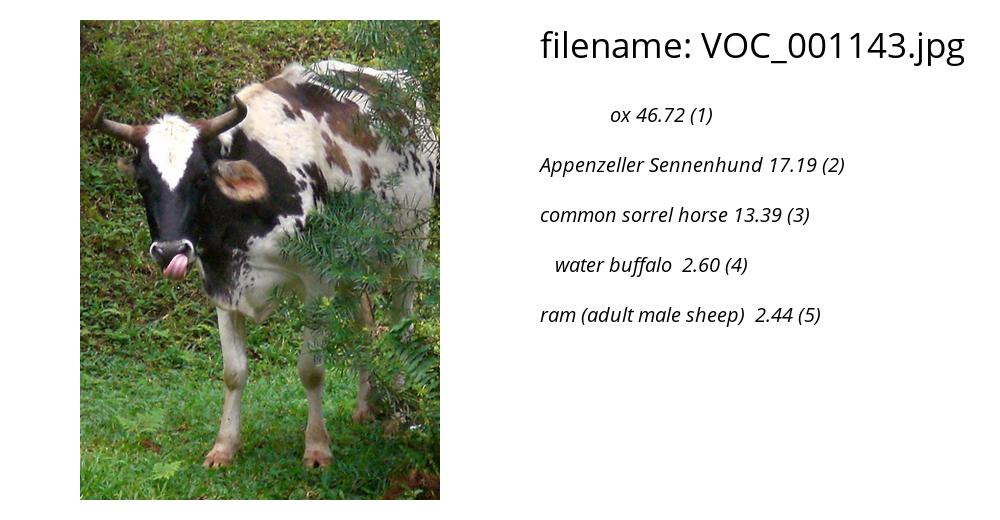 filename: VOC_001143.jpg
ox 46.72 (1)
Appenzeller Sennenhund 17.19 (2)
common sorrel horse 13.39 (3)
water buffalo 2.60 (4)
ram (adult male sheep) 2.44 (5)